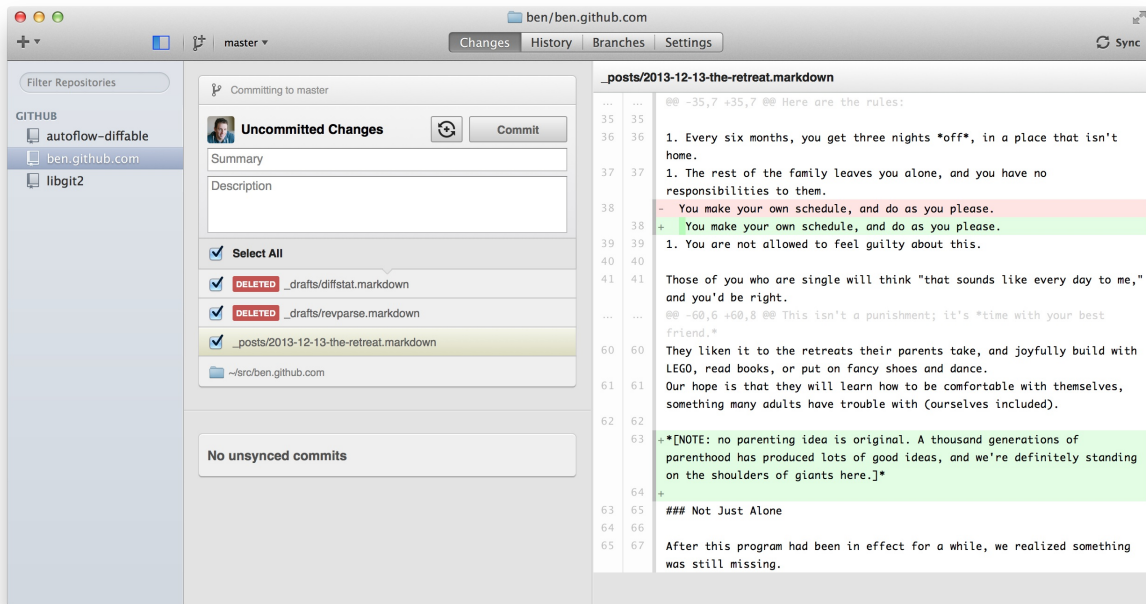 ben/ben.github.com
master
Changes History Branches Settings
Sync
Filter Repositories
GITHUB
autoflow-diffable
ben.github.com
libgit2
Committing to master
Uncommitted Changes
Commit
Summary
Description
Select All
DELETED _drafts/diffstat.markdown
DELETED _drafts/revparse.markdown
_posts/2013-12-13-the-retreat.markdown
~/src/ben.github.com
No unsynced commits
_posts/2013-12-13-the-retreat.markdown
... ... @@ -35,7 +35,7 @@ Here are the rules:
35 35
36 36 1. Every six months, you get three nights *off*, in a place that isn't
home.
37 37 1. The rest of the family leaves you alone, and you have no
responsibilities to them.
38 - You make your own schedule, and do as you please.
38 + You make your own schedule, and do as you please.
39 39 1. You are not allowed to feel guilty about this.
40 40
41 41 Those of you who are single will think "that sounds like every day to me,"
and you'd be right.
... ... @@ -60,6 +60,8 @@ This isn't a punishment; it's *time with your best
friend.*
60 60 They liken it to the retreats their parents take, and joyfully build with
LEGO, read books, or put on fancy shoes and dance.
61 61 Our hope is that they will learn how to be comfortable with themselves,
something many adults have trouble with (ourselves included).
62 62
63 +*[NOTE: no parenting idea is original. A thousand generations of
parenthood has produced lots of good ideas, and we're definitely standing
on the shoulders of giants here.]*
64 +
63 65 ### Not Just Alone
64 66
65 67 After this program had been in effect for a while, we realized something
was still missing.